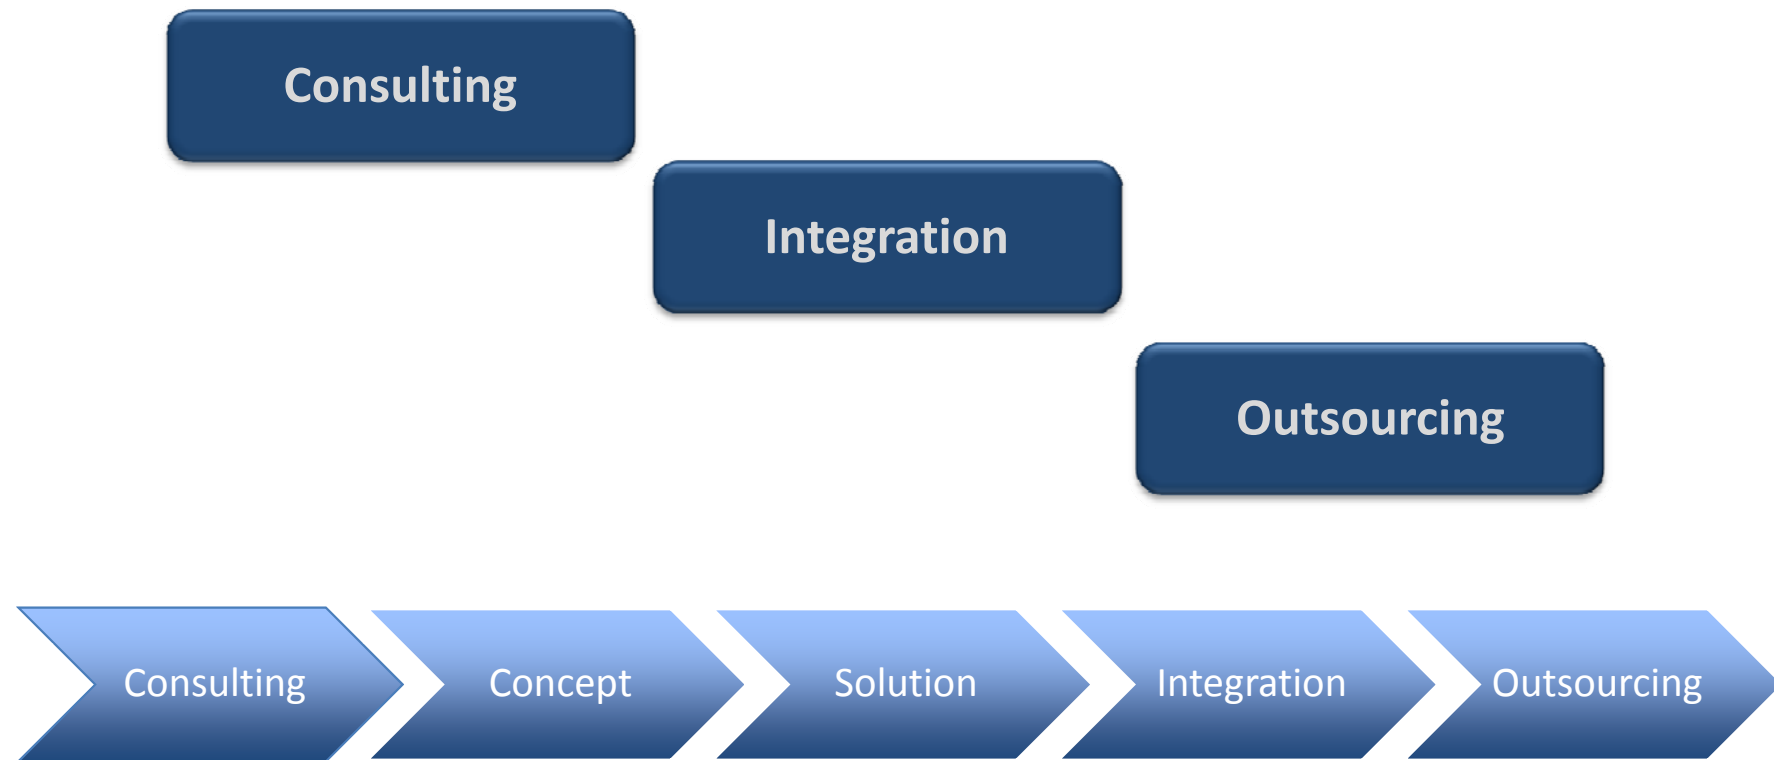 Consulting
Integration
Outsourcing
Consulting
Concept
Solution
Integration
Outsourcing